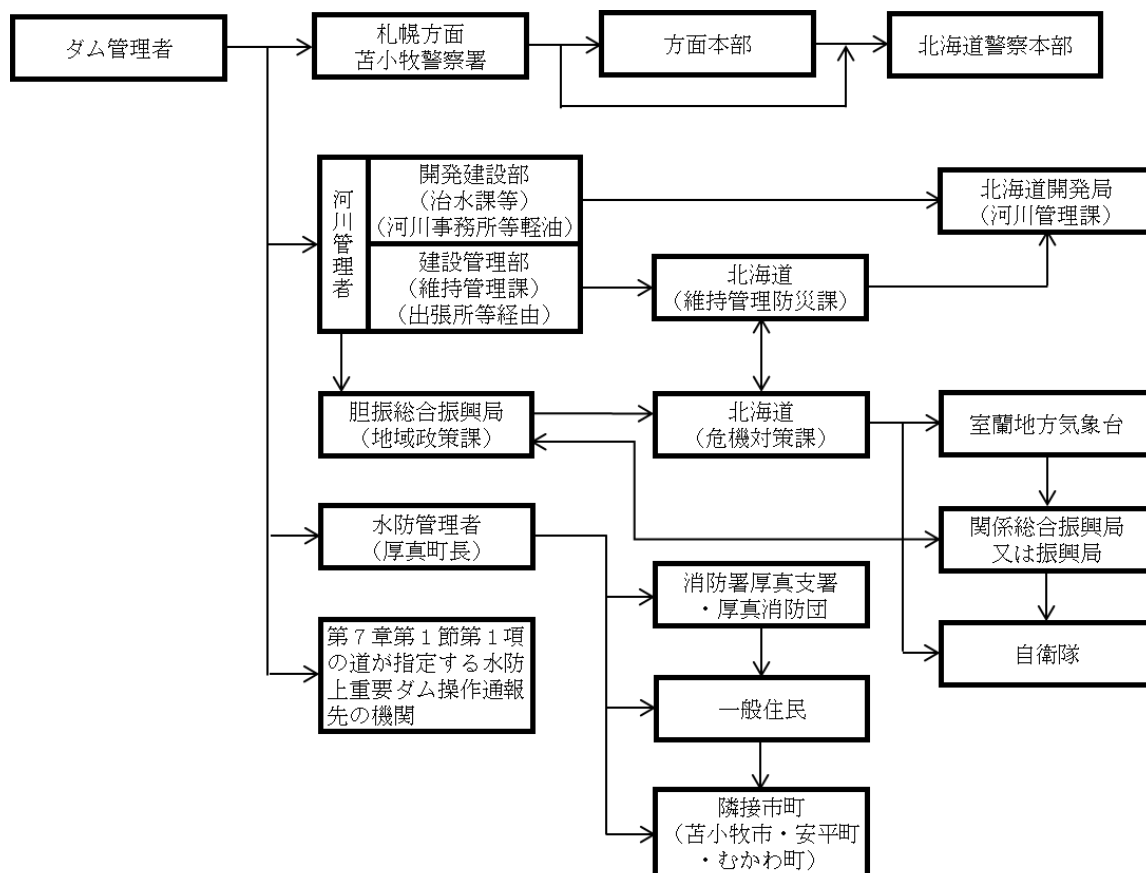 ダム管理者
札幌方面
苫小牧警察署
方面本部
北海道警察本部
河川管理者
開発建設部
(治水課等)
(河川事務所等軽油)
北海道開発局
(河川管理課)
建設管理部
(維持管理課)
(出張所等経由)
北海道
(維持管理防災課)
胆振総合振興局
(地域政策課)
北海道
(危機対策課)
室蘭地方気象台
水防管理者
(厚真町長)
関係総合振興局
又は振興局
消防署厚真支署
・厚真消防団
自衛隊
第7章第1節第1項
の道が指定する水防
上重要ダム操作通報
先の機関
一般住民
隣接市町
(苫小牧市・安平町
・むかわ町)